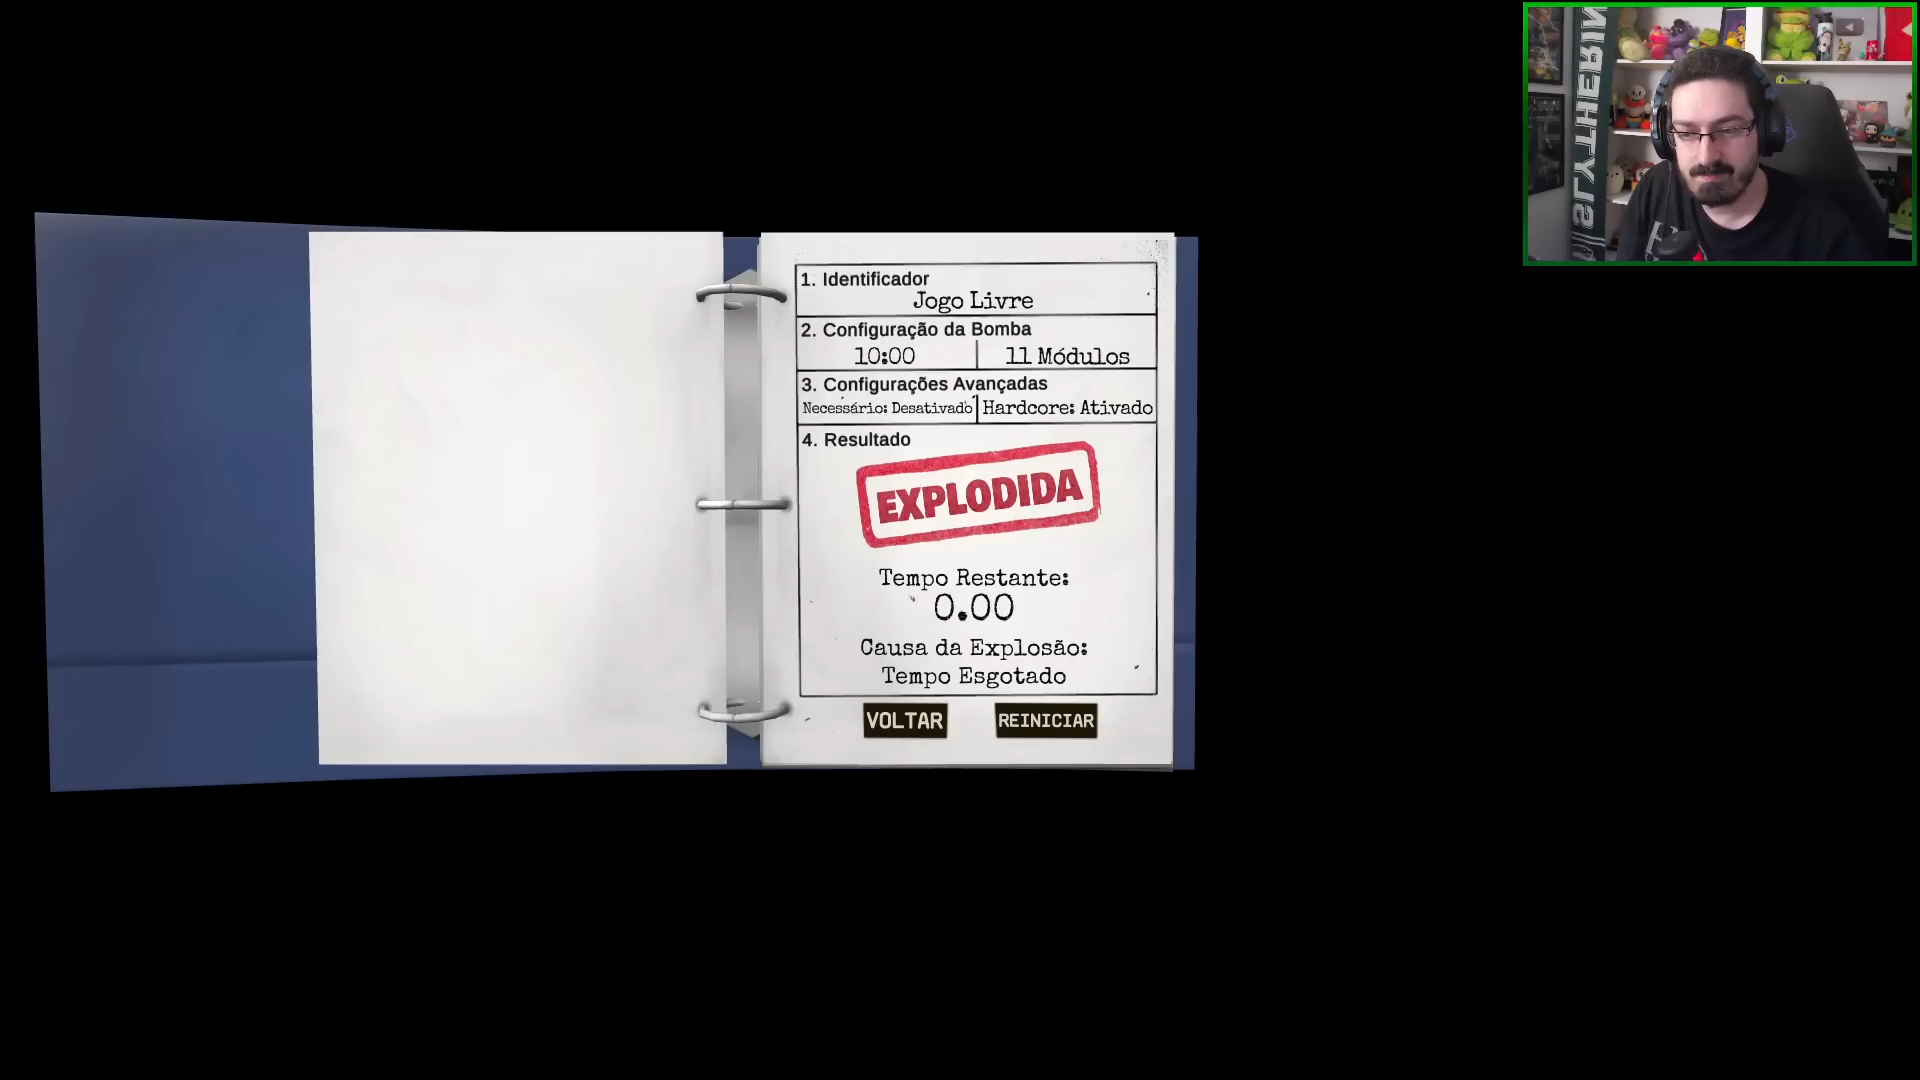 1. Identificador
Jogo Livre
2. Configuração da Bomba
10:00
11 Módulos
3. Configurações Avançadas
Necessário: Desativado
Hardcore: Ativado
4. Resultado
EXPLODIDA
Tempo Restante:
0.00
Causa da Explosão:
Tempo Esgotado
VOLTAR
REINICIAR